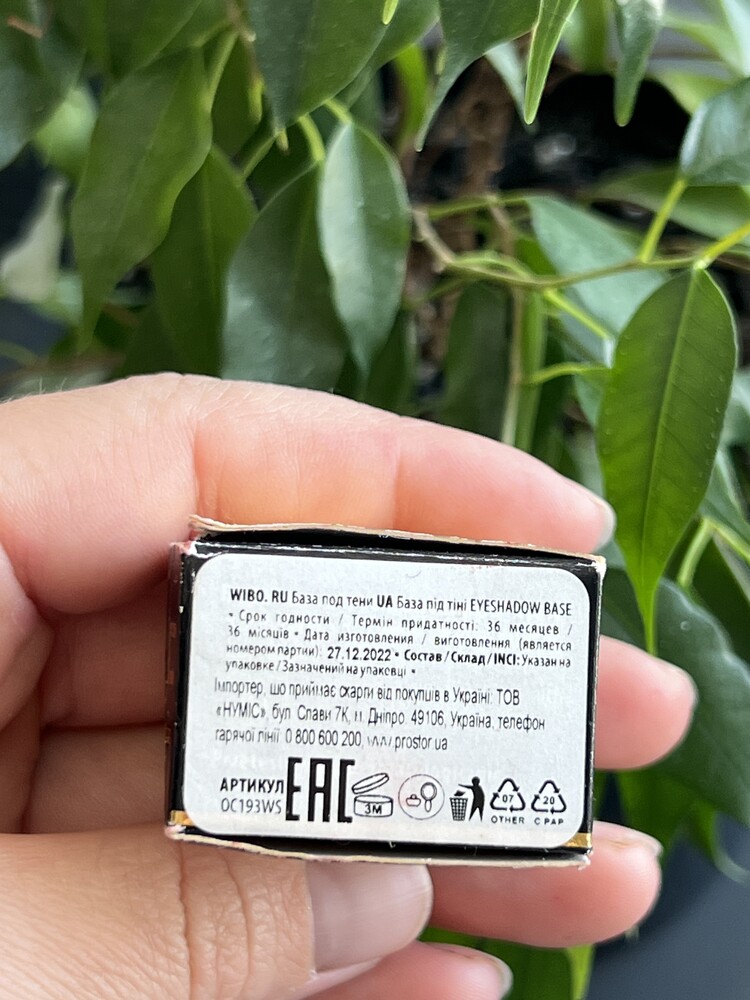 WIBO. RU База под тени UA База під тіні EYESHADOW BASE
• Срок годности / Термін придатності: 36 месяцев /
36 місяців • Дата изготовления / виготовлення (является
номером партии): 27.12.2022 • Состав / Склад / INCI: Указан на
упаковке / Зазначений на упаковці •
Імпортер, що приймає скарги від покупців в Україні: ТОВ
«НУМІС», бул. Слави 7К, м. Дніпро, 49106, Україна, телефон
гарячої лінії: 0 800 600 200, www.prostor.ua
АРТИКУЛ
OC193WS
EAC
3M
07
OTHER
20
C PAP